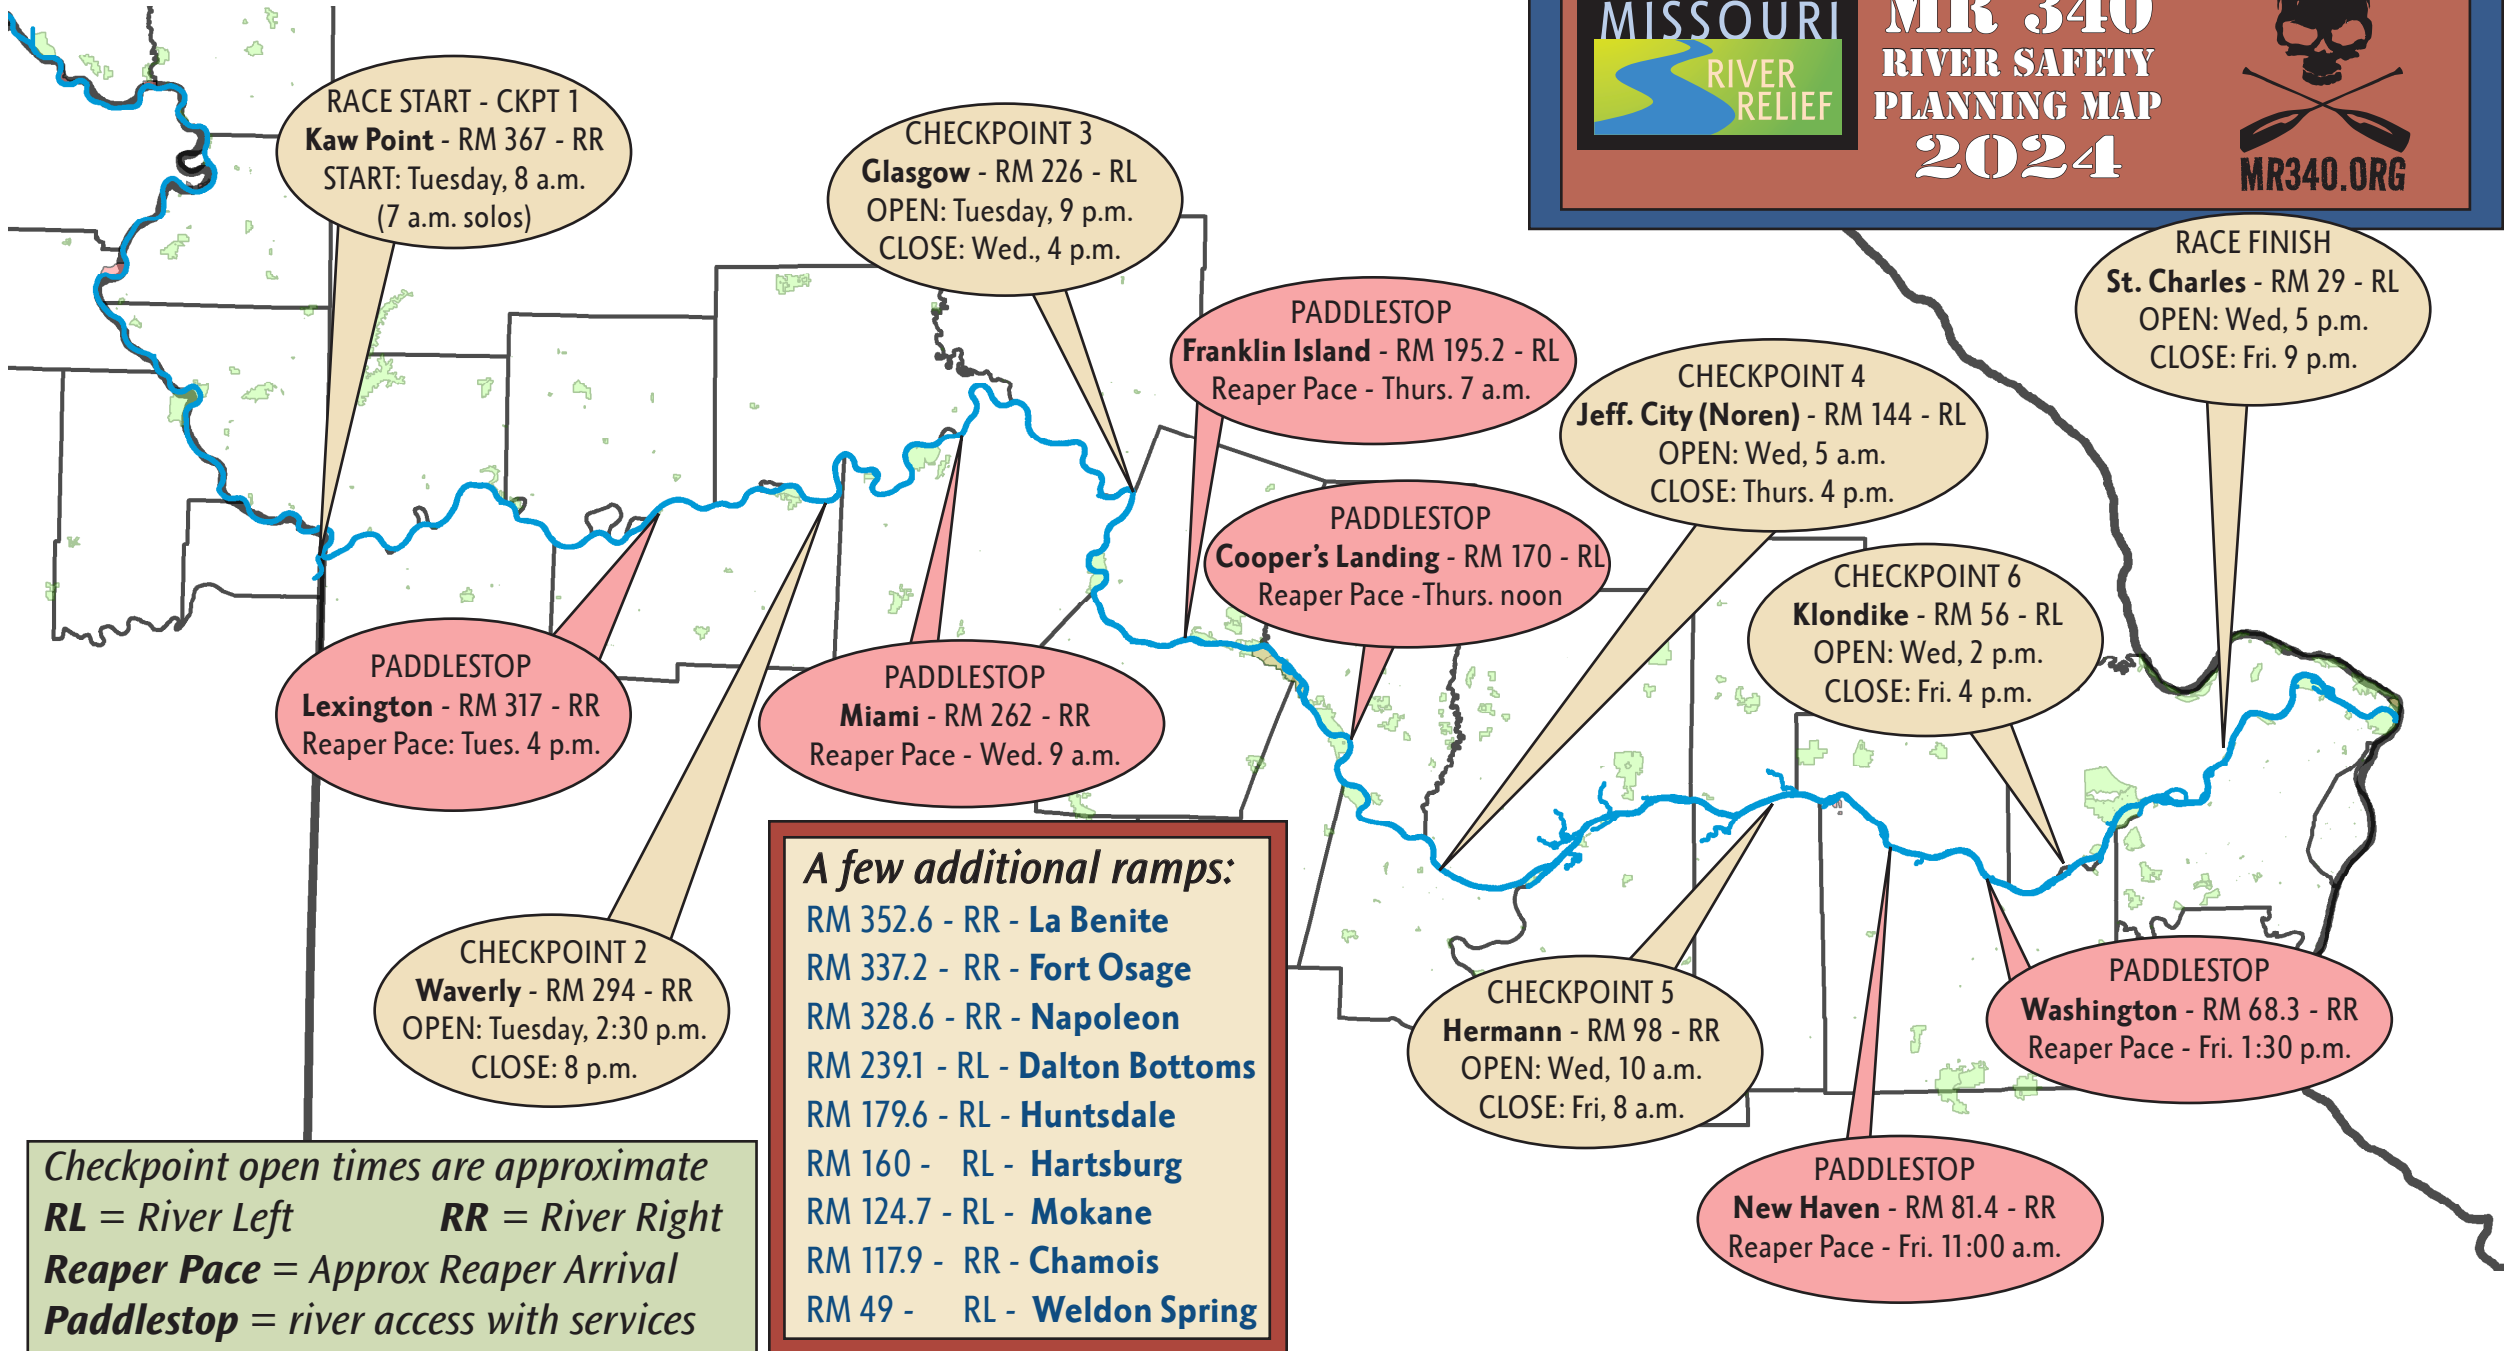 MISSOURI
RIVER
RELIEF
MR 340
RIVER SAFETY
PLANNING MAP
2024
MR340.ORG
RACE START - CKPT 1
Kaw Point - RM 367 - RR
START: Tuesday, 8 a.m.
(7 a.m. solos)
CHECKPOINT 3
Glasgow - RM 226 - RL
OPEN: Tuesday, 9 p.m.
CLOSE: Wed., 4 p.m.
RACE FINISH
St. Charles - RM 29 - RL
OPEN: Wed, 5 p.m.
CLOSE: Fri. 9 p.m.
PADDLESTOP
Franklin Island - RM 195.2 - RL
Reaper Pace - Thurs. 7 a.m.
CHECKPOINT 4
Jeff. City (Noren) - RM 144 - RL
OPEN: Wed, 5 a.m.
CLOSE: Thurs. 4 p.m.
PADDLESTOP
Cooper's Landing - RM 170 - RL
Reaper Pace -Thurs. noon
CHECKPOINT 6
Klondike - RM 56 - RL
OPEN: Wed, 2 p.m.
CLOSE: Fri. 4 p.m.
PADDLESTOP
Lexington - RM 317 - RR
Reaper Pace: Tues. 4 p.m.
PADDLESTOP
Miami - RM 262 - RR
Reaper Pace - Wed. 9 a.m.
CHECKPOINT 2
Waverly - RM 294 - RR
OPEN: Tuesday, 2:30 p.m.
CLOSE: 8 p.m.
A few additional ramps:
RM 352.6 - RR - La Benite
RM 337.2 - RR - Fort Osage
RM 328.6 - RR - Napoleon
RM 239.1 - RL - Dalton Bottoms
RM 179.6 - RL - Huntsdale
RM 160 - RL - Hartsburg
RM 124.7 - RL - Mokane
RM 117.9 - RR - Chamois
RM 49 - RL - Weldon Spring
CHECKPOINT 5
Hermann - RM 98 - RR
OPEN: Wed, 10 a.m.
CLOSE: Fri, 8 a.m.
PADDLESTOP
Washington - RM 68.3 - RR
Reaper Pace - Fri. 1:30 p.m.
PADDLESTOP
New Haven - RM 81.4 - RR
Reaper Pace - Fri. 11:00 a.m.
Checkpoint open times are approximate
RL = River Left RR = River Right
Reaper Pace = Approx Reaper Arrival
Paddlestop = river access with services